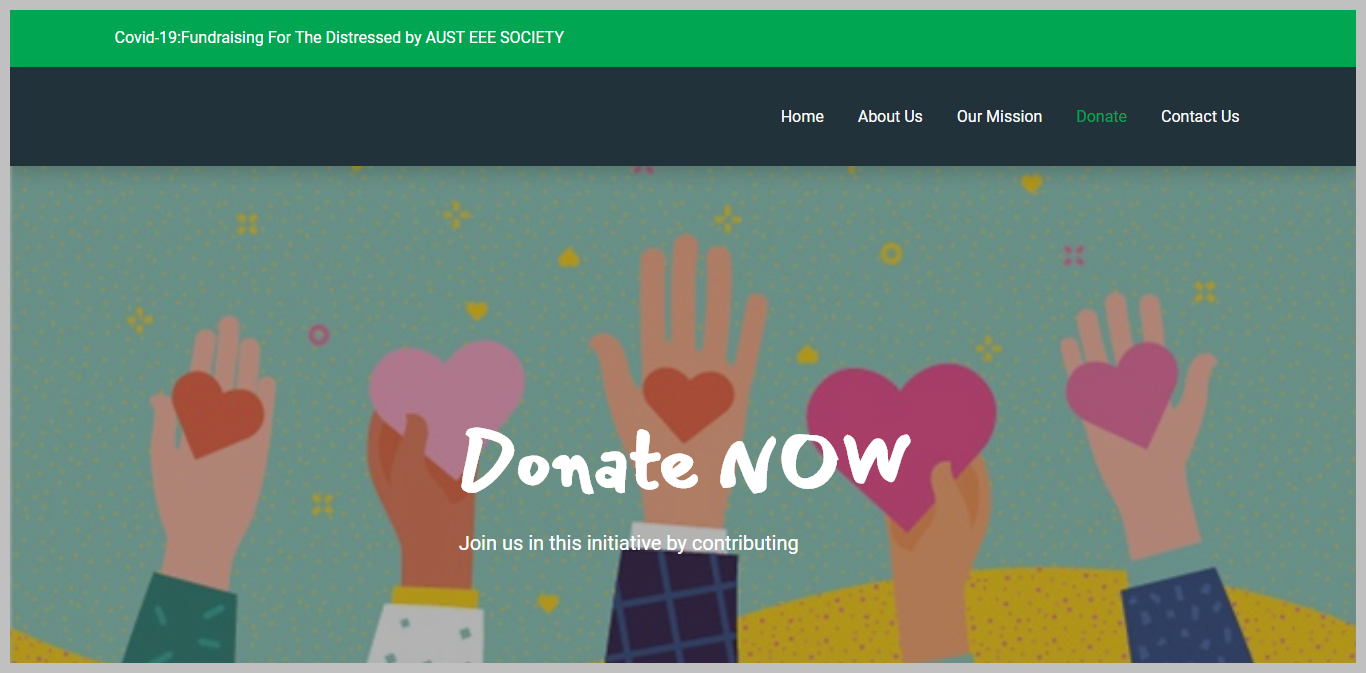 Covid-19:Fundraising For The Distressed by AUST EEE SOCIETY
Home About Us Our Mission Donate Contact Us
Donate NOW
Join us in this initiative by contributing